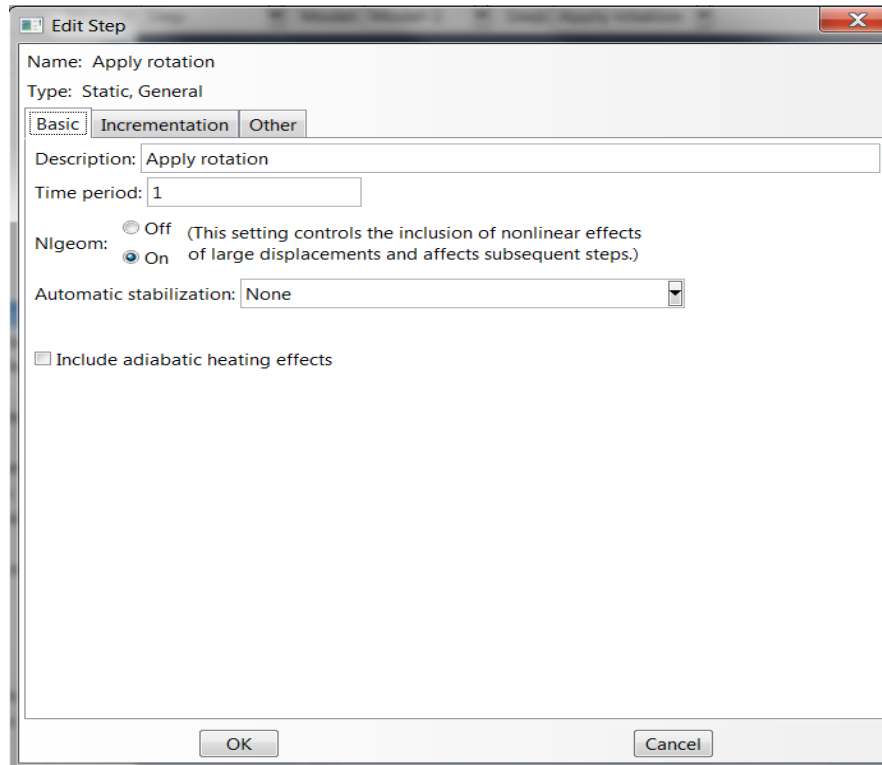 Edit Step
Name: Apply rotation
Type: Static, General
Basic Incrementation Other
Description: Apply rotation
Time period: 1
Nlgeom: Off (This setting controls the inclusion of nonlinear effects
On of large displacements and affects subsequent steps.)
Automatic stabilization: None
Include adiabatic heating effects
OK Cancel